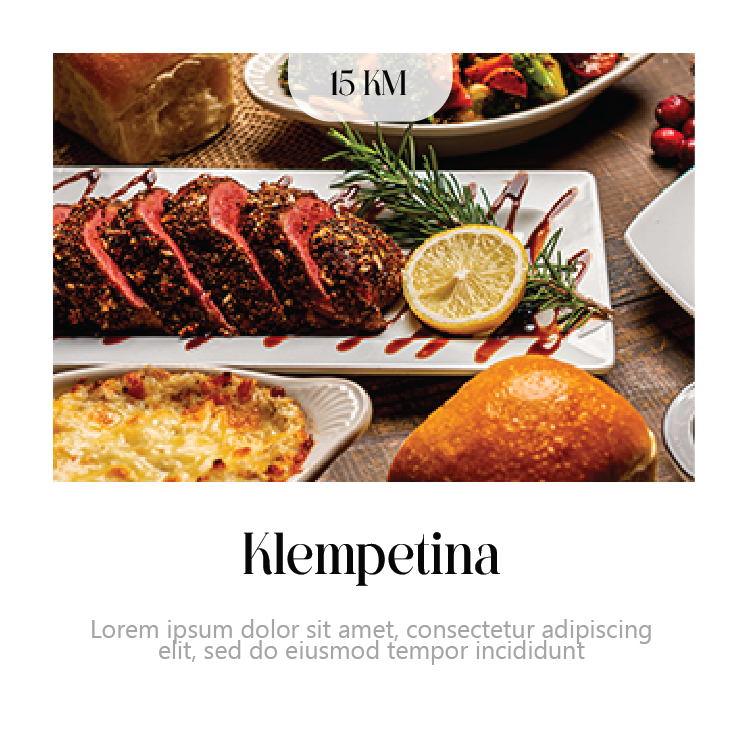 15 KM
Klempetina
Lorem ipsum dolor sit amet, consectetur adipiscing
elit, sed do eiusmod tempor incididunt